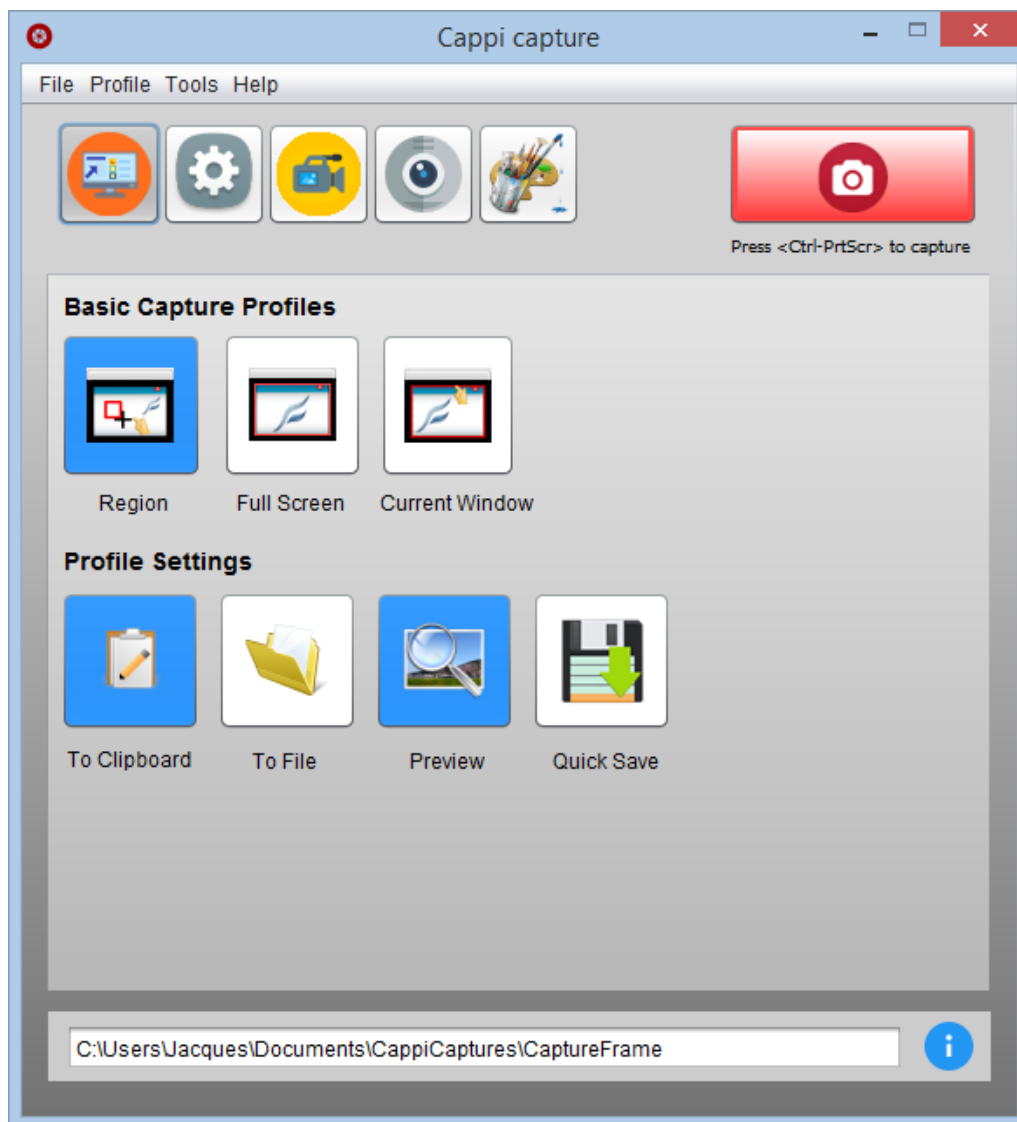 Cappi capture
File Profile Tools Help
Press <Ctrl-PrtScr> to capture
Basic Capture Profiles
Region Full Screen Current Window
Profile Settings
To Clipboard To File Preview Quick Save
C:\Users\Jacques\Documents\CappiCaptures\CaptureFrame